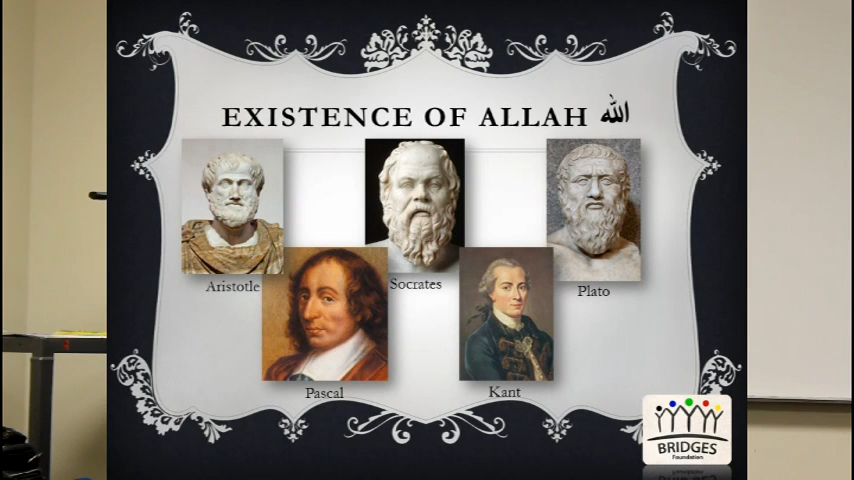 EXISTENCE OF ALLAH الله
Aristotle
Socrates
Plato
Pascal
Kant
BRIDGES
Foundation